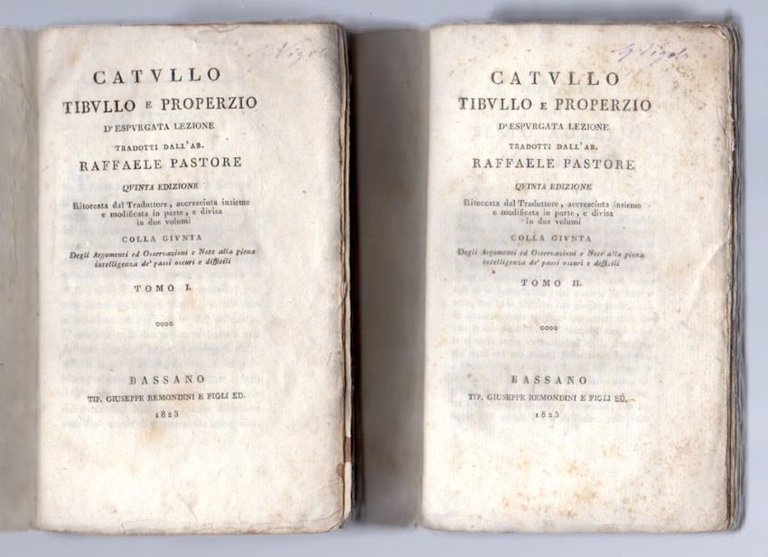 CATVLLO
TIBVLLO E PROPERZIO
D'ESPVRGATA LEZIONE
TRADOTTI DALL'AB.
RAFFAELE PASTORE
QVINTA EDIZIONE
Ritoccata dal Traduttore, accresciuta insieme
e modificata in parte, e divisa
in due volumi
COLLA GIVNTA
Degli Argomenti ed Osservazioni e Note alla piena
intelligenza de' passi oscuri e difficili
TOMO I.
BASSANO
TIP. GIUSEPPE REMONDINI E FIGLI ED.
1823
CATVLLO
TIBVLLO E PROPERZIO
D'ESPVRGATA LEZIONE
TRADOTTI DALL'AB.
RAFFAELE PASTORE
QVINTA EDIZIONE
Ritoccata dal Traduttore, accresciuta insieme
e modificata in parte, e divisa
in due volumi
COLLA GIVNTA
Degli Argomenti ed Osservazioni e Note alla piena
intelligenza de' passi oscuri e difficili
TOMO II.
BASSANO
TIP. GIUSEPPE REMONDINI E FIGLI ED.
1823